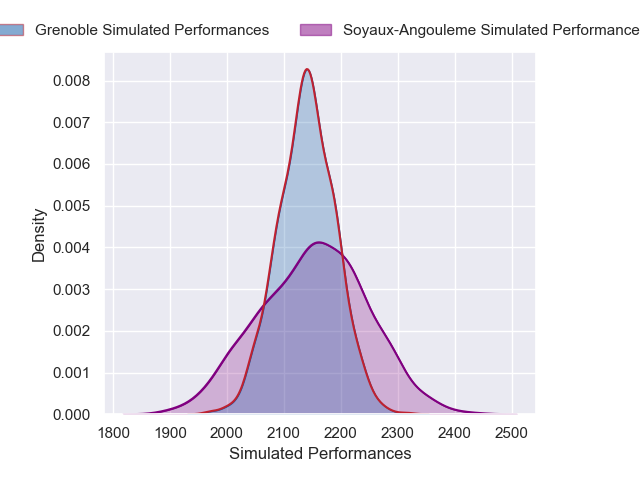 Grenoble Simulated Performances Soyaux-Angouleme Simulated Performance
0.008
0.007
0.006
0.005
0.004
0.003
0.002
0.001
0.000
Density
1800 1900 2000 2100 2200 2300 2400 2500
Simulated Performances